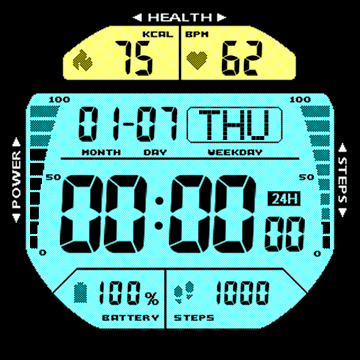 ◀ HEALTH ▶
KCAL BPM
75 62
100 100
01-07 THU
MONTH DAY WEEKDAY
◀ POWER ▶
◀ STEPS ▶
50 50
00:00 24H 00
0 0
100% 1000
BATTERY STEPS